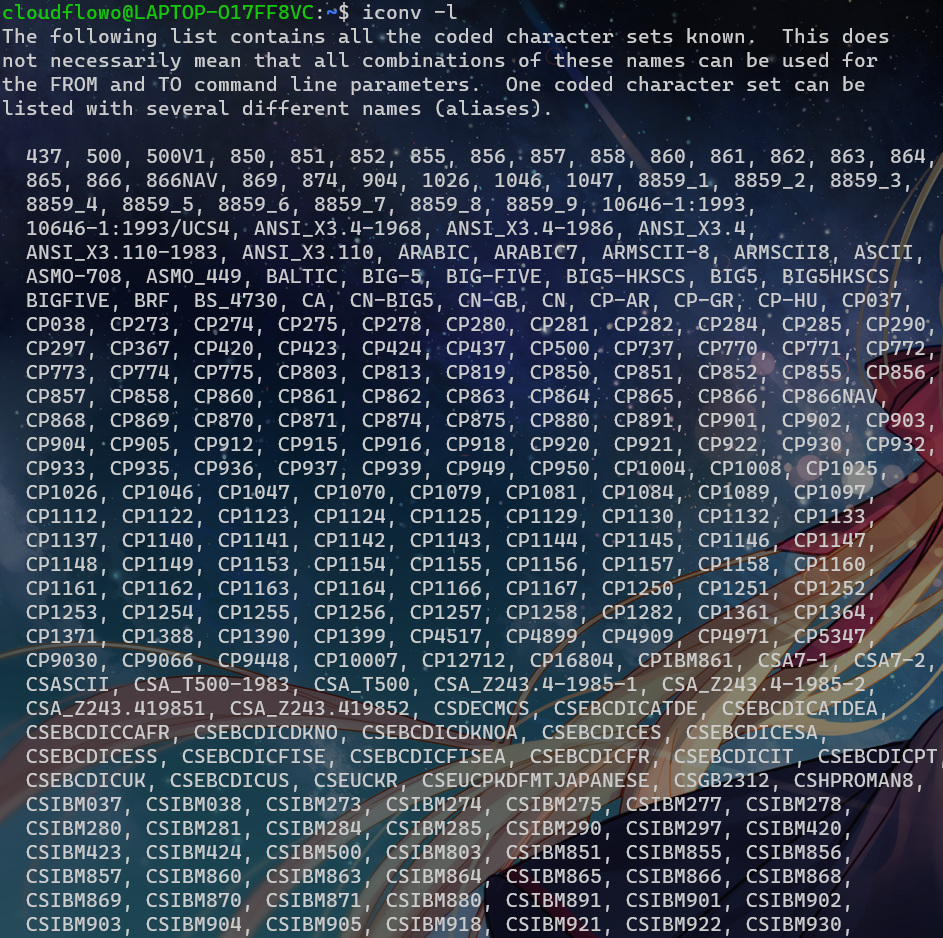 cloudflowo@LAPTOP-O17FF8VC:~$ iconv -l
The following list contains all the coded character sets known.  This does
not necessarily mean that all combinations of these names can be used for
the FROM and TO command line parameters.  One coded character set can be
listed with several different names (aliases).

  437, 500, 500V1, 850, 851, 852, 855, 856, 857, 858, 860, 861, 862, 863, 864,
  865, 866, 866NAV, 869, 874, 904, 1026, 1046, 1047, 8859_1, 8859_2, 8859_3,
  8859_4, 8859_5, 8859_6, 8859_7, 8859_8, 8859_9, 10646-1:1993,
  10646-1:1993/UCS4, ANSI_X3.4-1968, ANSI_X3.4-1986, ANSI_X3.4,
  ANSI_X3.110-1983, ANSI_X3.110, ARABIC, ARABIC7, ARMSCII-8, ARMSCII8, ASCII,
  ASMO-708, ASMO_449, BALTIC, BIG-5, BIG-FIVE, BIG5-HKSCS, BIG5, BIG5HKSCS,
  BIGFIVE, BRF, BS_4730, CA, CN-BIG5, CN-GB, CN, CP-AR, CP-GR, CP-HU, CP037,
  CP038, CP273, CP274, CP275, CP278, CP280, CP281, CP282, CP284, CP285, CP290,
  CP297, CP367, CP420, CP423, CP424, CP437, CP500, CP737, CP770, CP771, CP772,
  CP773, CP774, CP775, CP803, CP813, CP819, CP850, CP851, CP852, CP855, CP856,
  CP857, CP858, CP860, CP861, CP862, CP863, CP864, CP865, CP866, CP866NAV,
  CP868, CP869, CP870, CP871, CP874, CP875, CP880, CP891, CP901, CP902, CP903,
  CP904, CP905, CP912, CP915, CP916, CP918, CP920, CP921, CP922, CP930, CP932,
  CP933, CP935, CP936, CP937, CP939, CP949, CP950, CP1004, CP1008, CP1025,
  CP1026, CP1046, CP1047, CP1070, CP1079, CP1081, CP1084, CP1089, CP1097,
  CP1112, CP1122, CP1123, CP1124, CP1125, CP1129, CP1130, CP1132, CP1133,
  CP1137, CP1140, CP1141, CP1142, CP1143, CP1144, CP1145, CP1146, CP1147,
  CP1148, CP1149, CP1153, CP1154, CP1155, CP1156, CP1157, CP1158, CP1160,
  CP1161, CP1162, CP1163, CP1164, CP1166, CP1167, CP1250, CP1251, CP1252,
  CP1253, CP1254, CP1255, CP1256, CP1257, CP1258, CP1282, CP1361, CP1364,
  CP1371, CP1388, CP1390, CP1399, CP4517, CP4899, CP4909, CP4971, CP5347,
  CP9030, CP9066, CP9448, CP10007, CP12712, CP16804, CPIBM861, CSA7-1, CSA7-2,
  CSASCII, CSA_T500-1983, CSA_T500, CSA_Z243.4-1985-1, CSA_Z243.4-1985-2,
  CSA_Z243.419851, CSA_Z243.419852, CSDECMCS, CSEBCDICATDE, CSEBCDICATDEA,
  CSEBCDICCAFR, CSEBCDICDKNO, CSEBCDICDKNOA, CSEBCDICES, CSEBCDICESA,
  CSEBCDICESS, CSEBCDICFISE, CSEBCDICFISEA, CSEBCDICFR, CSEBCDICIT, CSEBCDICPT,
  CSEBCDICUK, CSEBCDICUS, CSEUCKR, CSEUCPKDFMTJAPANESE, CSGB2312, CSHPROMAN8,
  CSIBM037, CSIBM038, CSIBM273, CSIBM274, CSIBM275, CSIBM277, CSIBM278,
  CSIBM280, CSIBM281, CSIBM284, CSIBM285, CSIBM290, CSIBM297, CSIBM420,
  CSIBM423, CSIBM424, CSIBM500, CSIBM803, CSIBM851, CSIBM855, CSIBM856,
  CSIBM857, CSIBM860, CSIBM863, CSIBM864, CSIBM865, CSIBM866, CSIBM868,
  CSIBM869, CSIBM870, CSIBM871, CSIBM880, CSIBM891, CSIBM901, CSIBM902,
  CSIBM903, CSIBM904, CSIBM905, CSIBM918, CSIBM921, CSIBM922, CSIBM930,